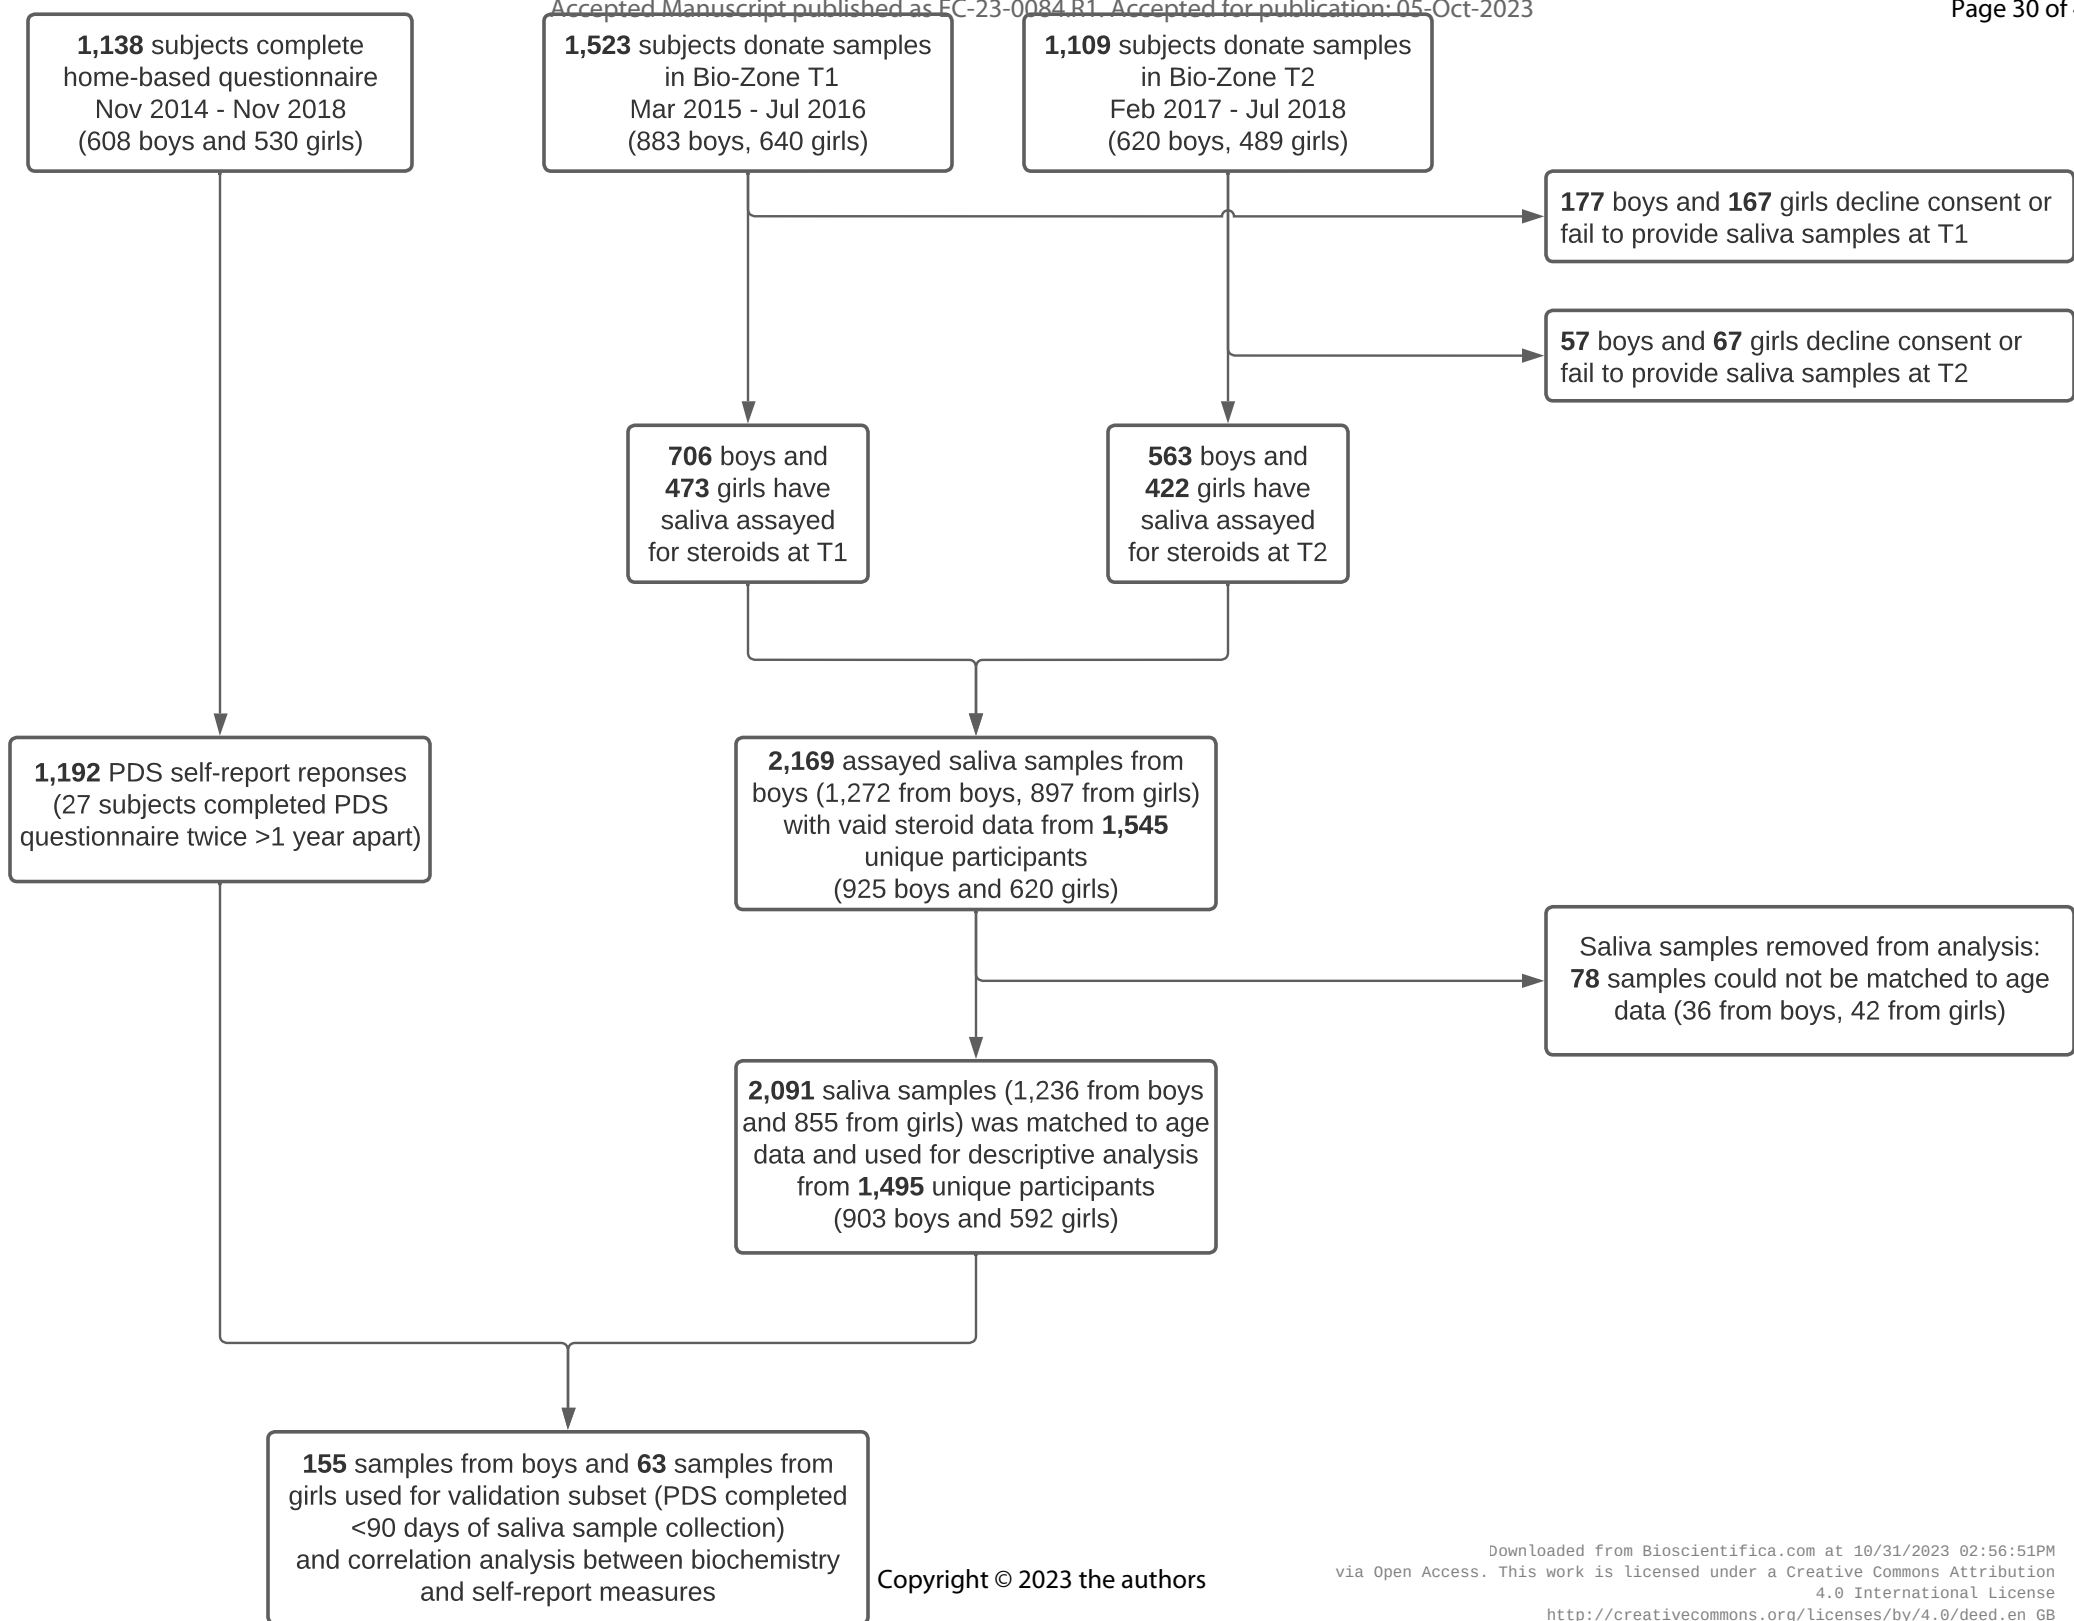 Accepted Manuscript published as EC-23-0084.R1. Accepted for publication: 05-Oct-2023
Page 30 of
1,138 subjects complete
home-based questionnaire
Nov 2014 - Nov 2018
(608 boys and 530 girls)
1,523 subjects donate samples
in Bio-Zone T1
Mar 2015 - Jul 2016
(883 boys, 640 girls)
1,109 subjects donate samples
in Bio-Zone T2
Feb 2017 - Jul 2018
(620 boys, 489 girls)
177 boys and 167 girls decline consent or
fail to provide saliva samples at T1
57 boys and 67 girls decline consent or
fail to provide saliva samples at T2
706 boys and
473 girls have
saliva assayed
for steroids at T1
563 boys and
422 girls have
saliva assayed
for steroids at T2
1,192 PDS self-report reponses
(27 subjects completed PDS
questionnaire twice >1 year apart)
2,169 assayed saliva samples from
boys (1,272 from boys, 897 from girls)
with vaid steroid data from 1,545
unique participants
(925 boys and 620 girls)
Saliva samples removed from analysis:
78 samples could not be matched to age
data (36 from boys, 42 from girls)
2,091 saliva samples (1,236 from boys
and 855 from girls) was matched to age
data and used for descriptive analysis
from 1,495 unique participants
(903 boys and 592 girls)
155 samples from boys and 63 samples from
girls used for validation subset (PDS completed
<90 days of saliva sample collection)
and correlation analysis between biochemistry
and self-report measures
Copyright © 2023 the authors
Downloaded from Bioscientifica.com at 10/31/2023 02:56:51PM
via Open Access. This work is licensed under a Creative Commons Attribution
4.0 International License
http://creativecommons.org/licenses/by/4.0/deed.en_GB